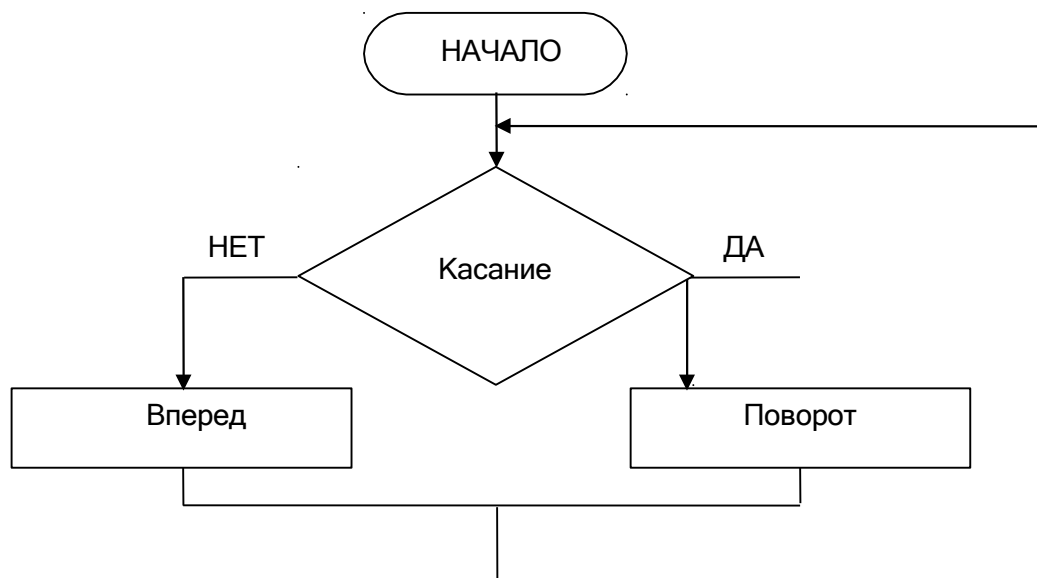 НАЧАЛО
НЕТ
ДА
Касание
Вперед
Поворот